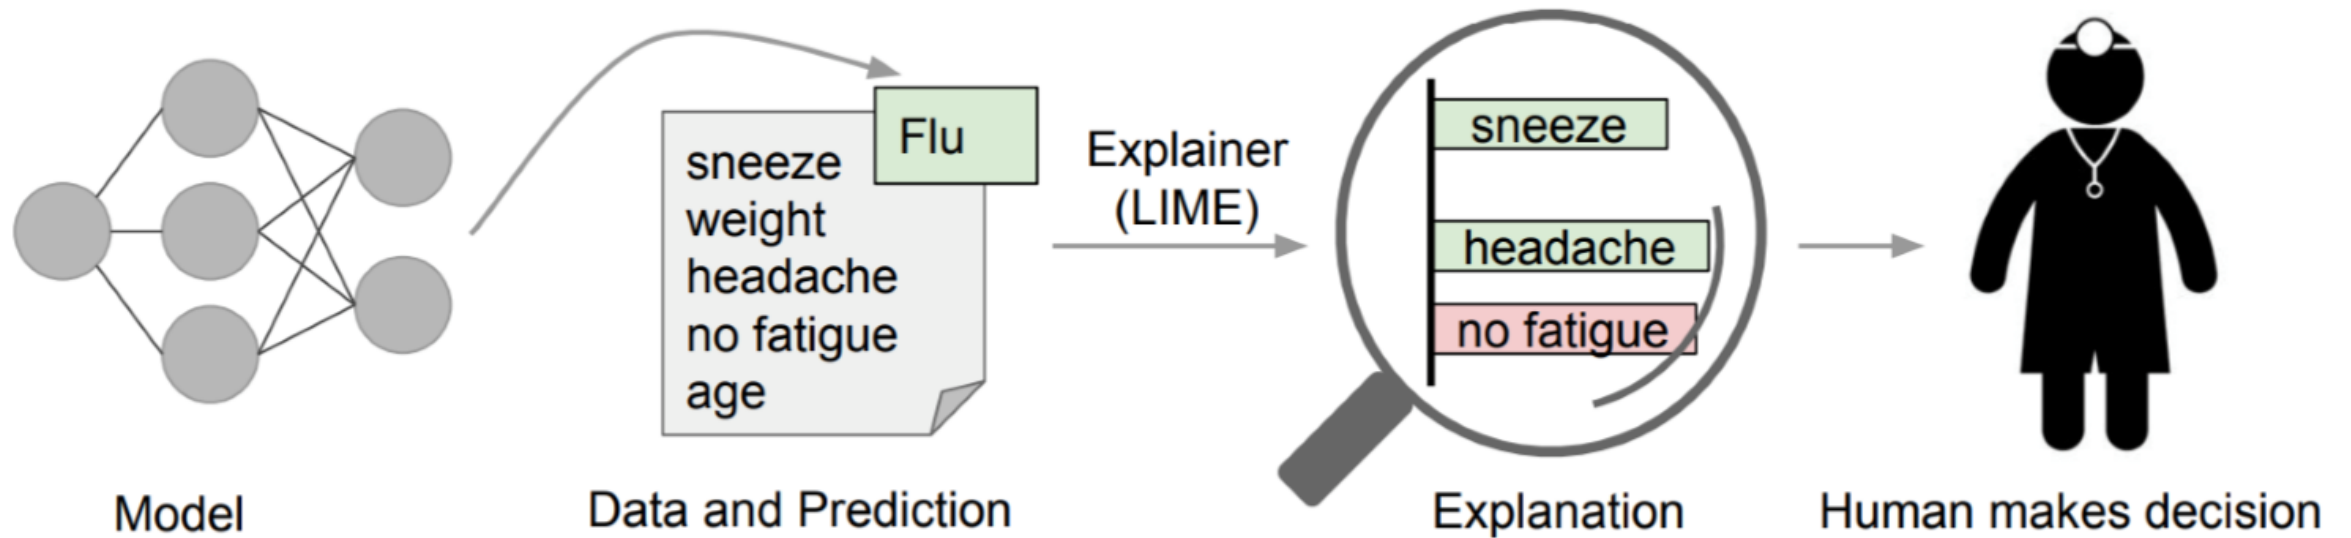 Flu
sneeze
weight
headache
no fatigue
age
Explainer
(LIME)
sneeze
headache
no fatigue
Model
Data and Prediction
Explanation
Human makes decision